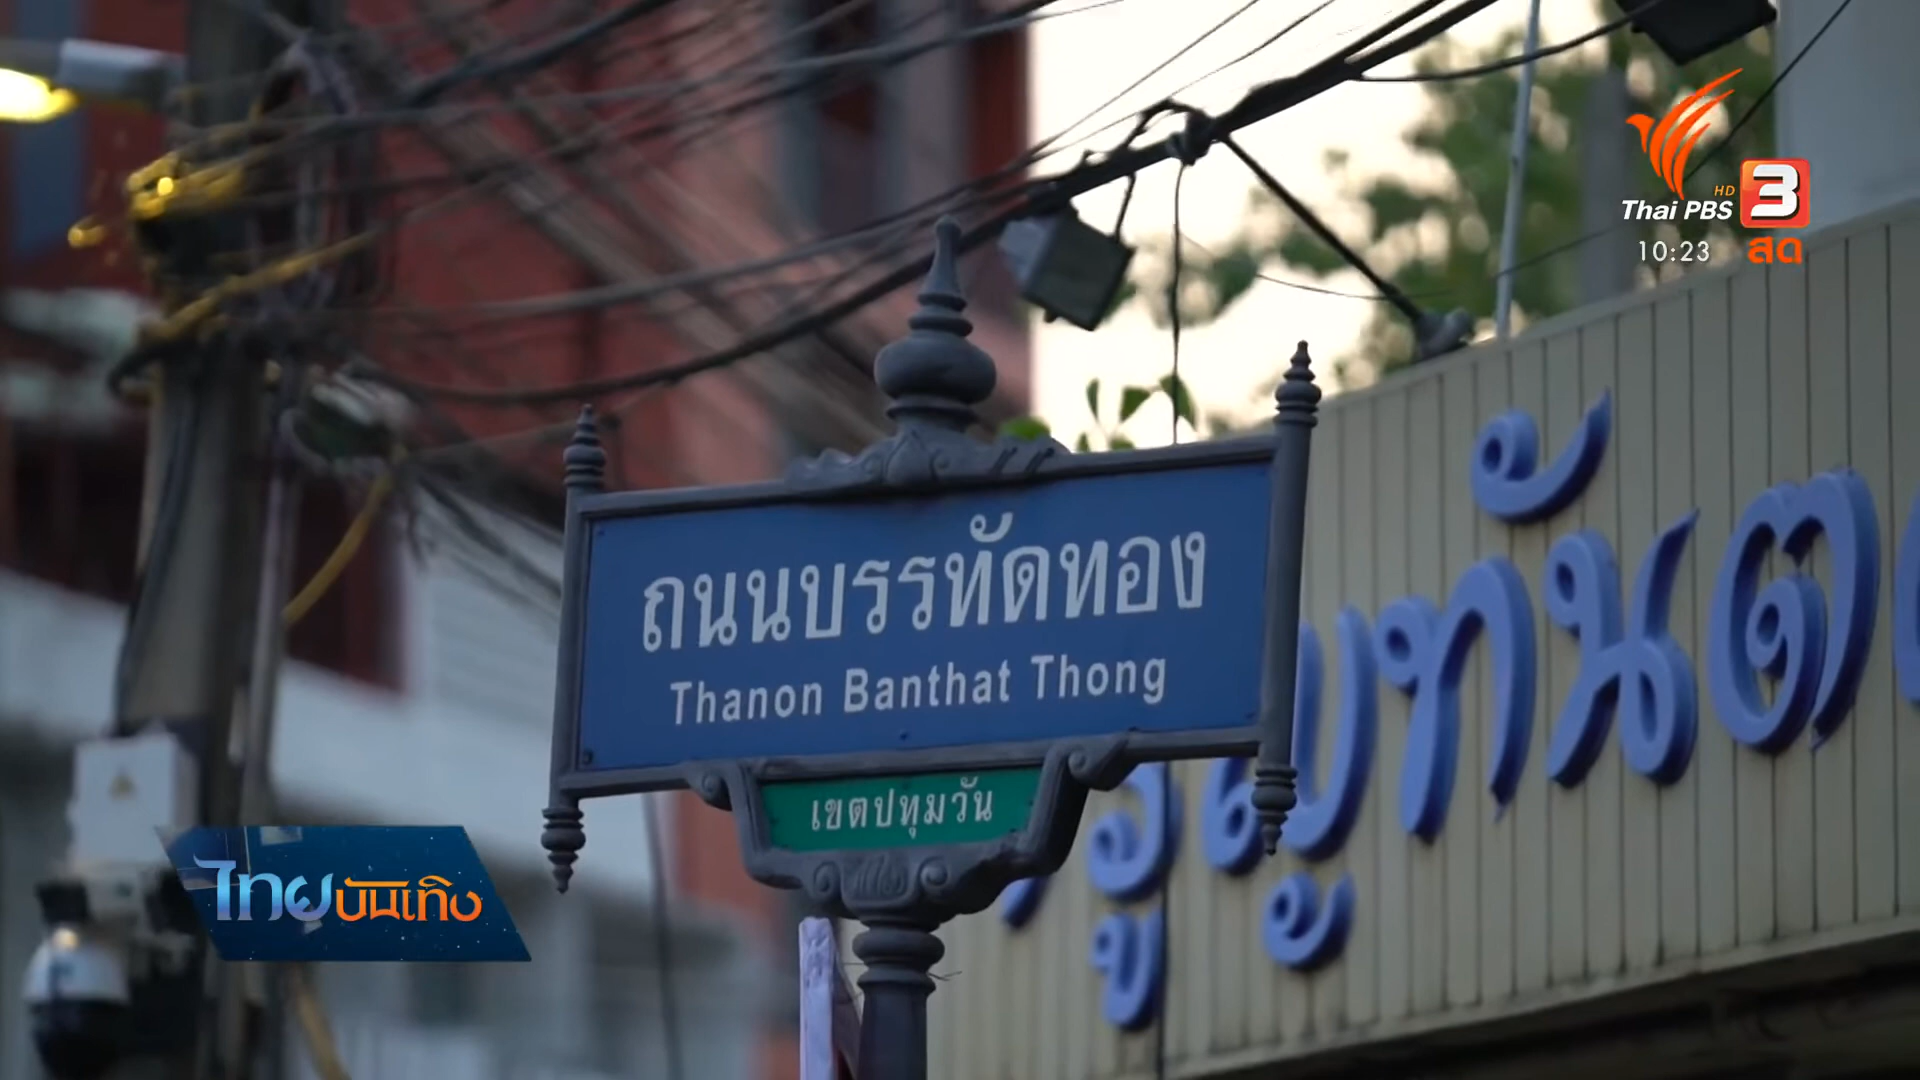 HD
Thai PBS 3
10:23 สด
ถนนบรรทัดทอง
Thanon Banthat Thong
เขตปทุมวัน
ไทยบันเทิง